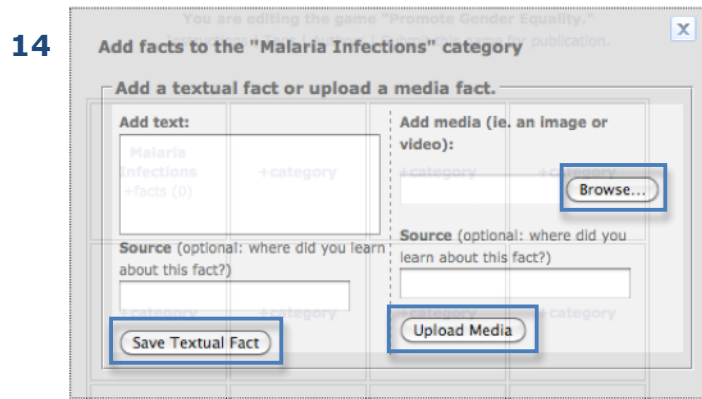 You are editing the game "Promote Gender Equality."
14
X
Add facts to the "Malaria Infections" category
for publication.
Add a textual fact or upload a media fact.
Add text:
Malaria
Infections
+facts (0)
+category
Source (optional: where did you learn
about this fact?)
+category
+category
Save Textual Fact
Add media (ie. an image or
video):
+category
+category
Browse...
Source (optional: where did you
learn about this fact?)
+category
+category
Upload Media